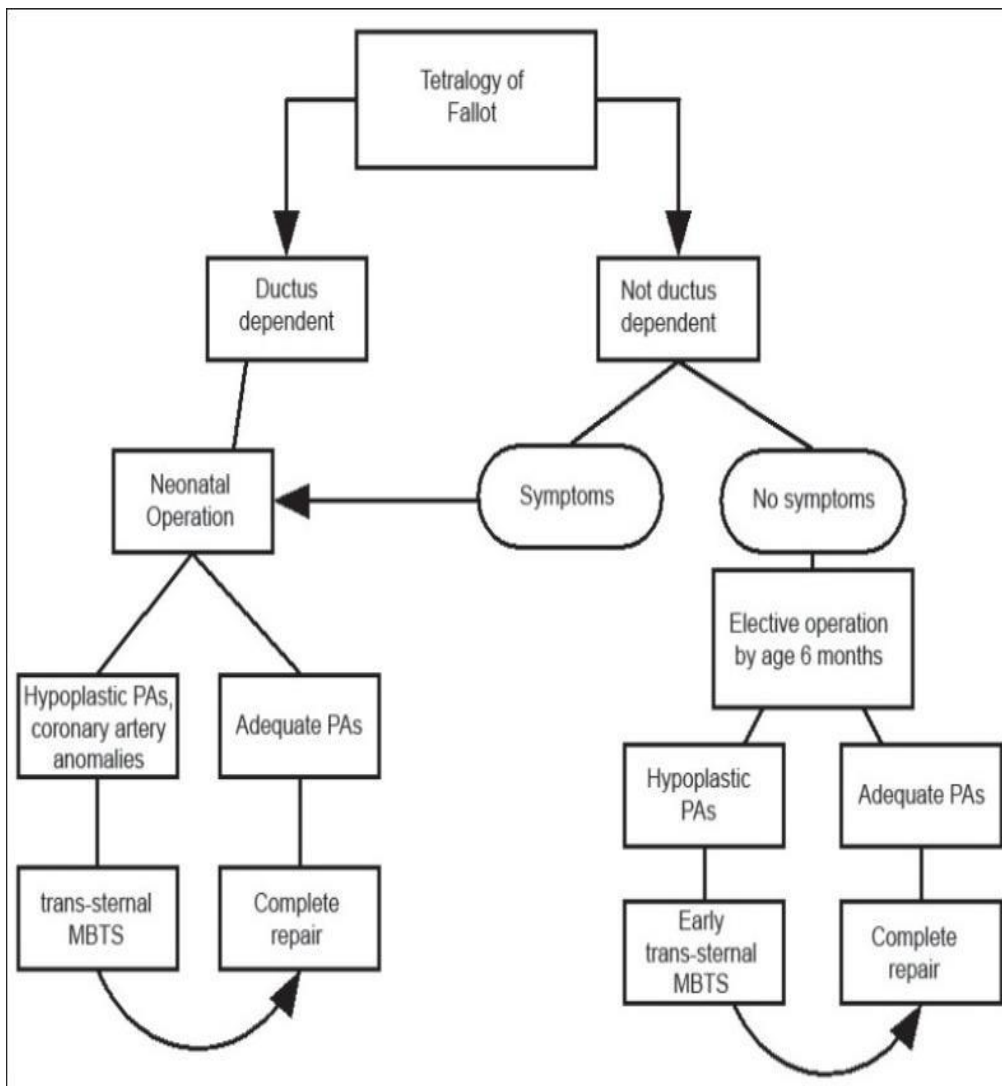 Tetralogy of
Fallot
Ductus
dependent
Not ductus
dependent
Neonatal
Operation
Symptoms
No symptoms
Elective operation
by age 6 months
Hypoplastic PAs,
coronary artery
anomalies
Adequate PAs
Hypoplastic
PAs
Adequate PAs
trans-sternal
MBTS
Complete
repair
Early
trans-sternal
MBTS
Complete
repair